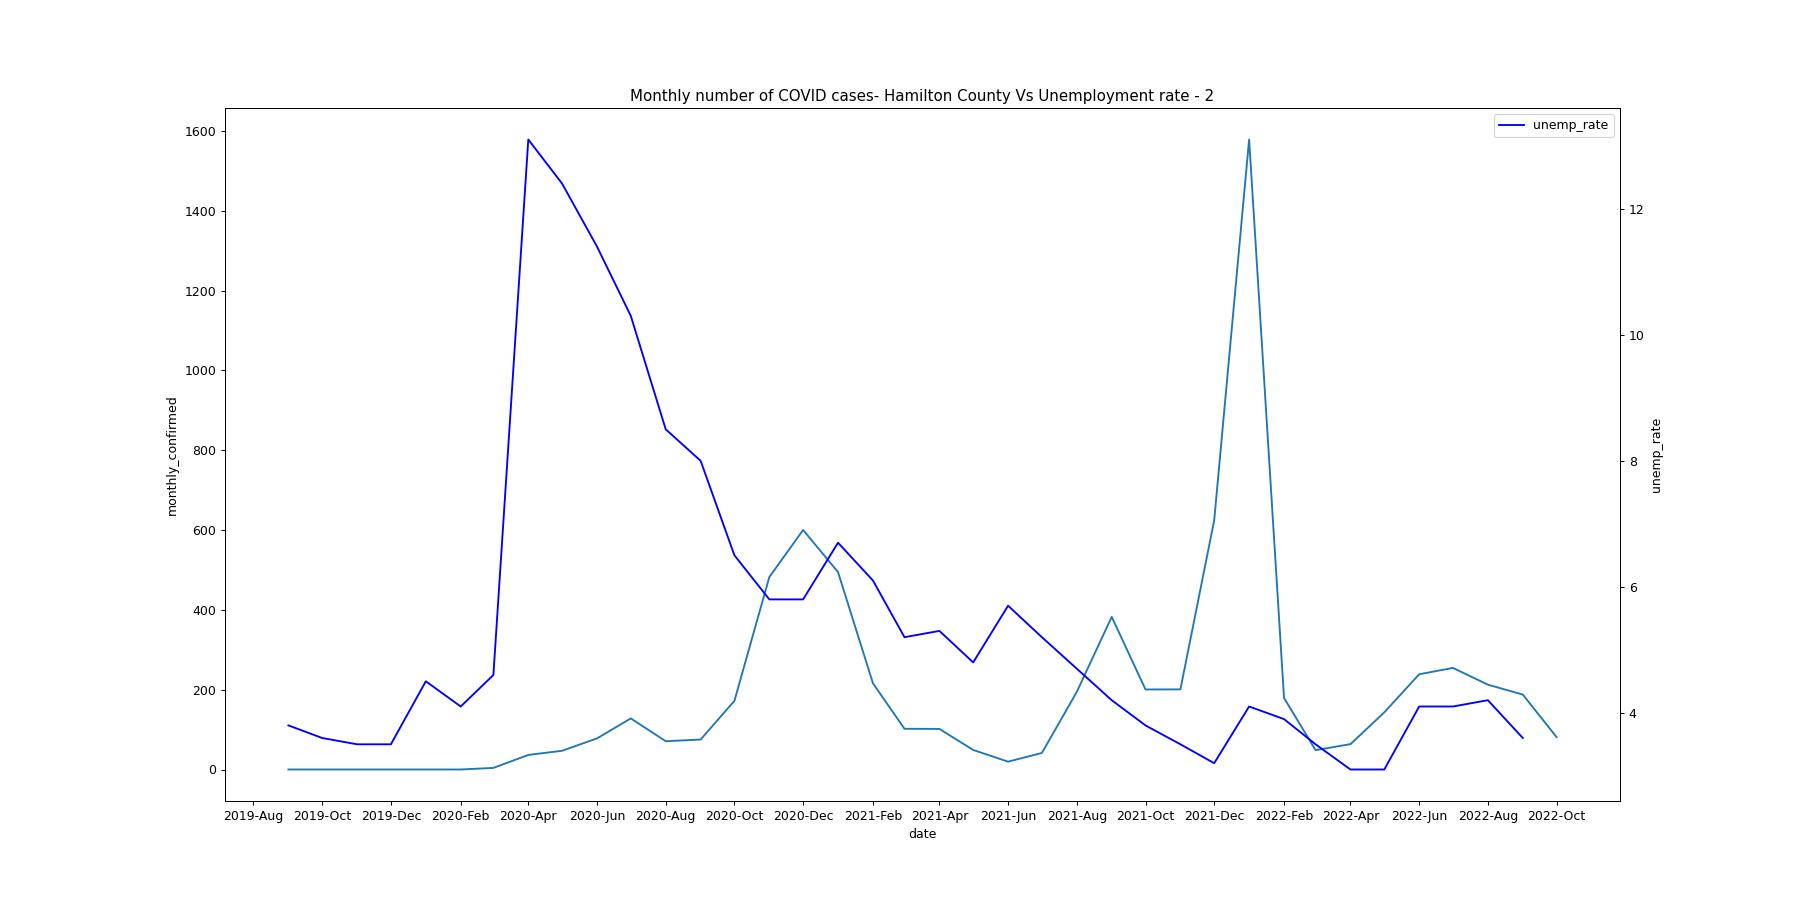 Monthly number of COVID cases- Hamilton County Vs Unemployment rate - 2
unemp_rate
1600
1400
1200
1000
800
600
400
200
0
monthly_confirmed
12
10
8
6
4
unemp_rate
2019-Aug 2019-Oct 2019-Dec 2020-Feb 2020-Apr 2020-Jun 2020-Aug 2020-Oct 2020-Dec 2021-Feb 2021-Apr 2021-Jun 2021-Aug 2021-Oct 2021-Dec 2022-Feb 2022-Apr 2022-Jun 2022-Aug 2022-Oct
date